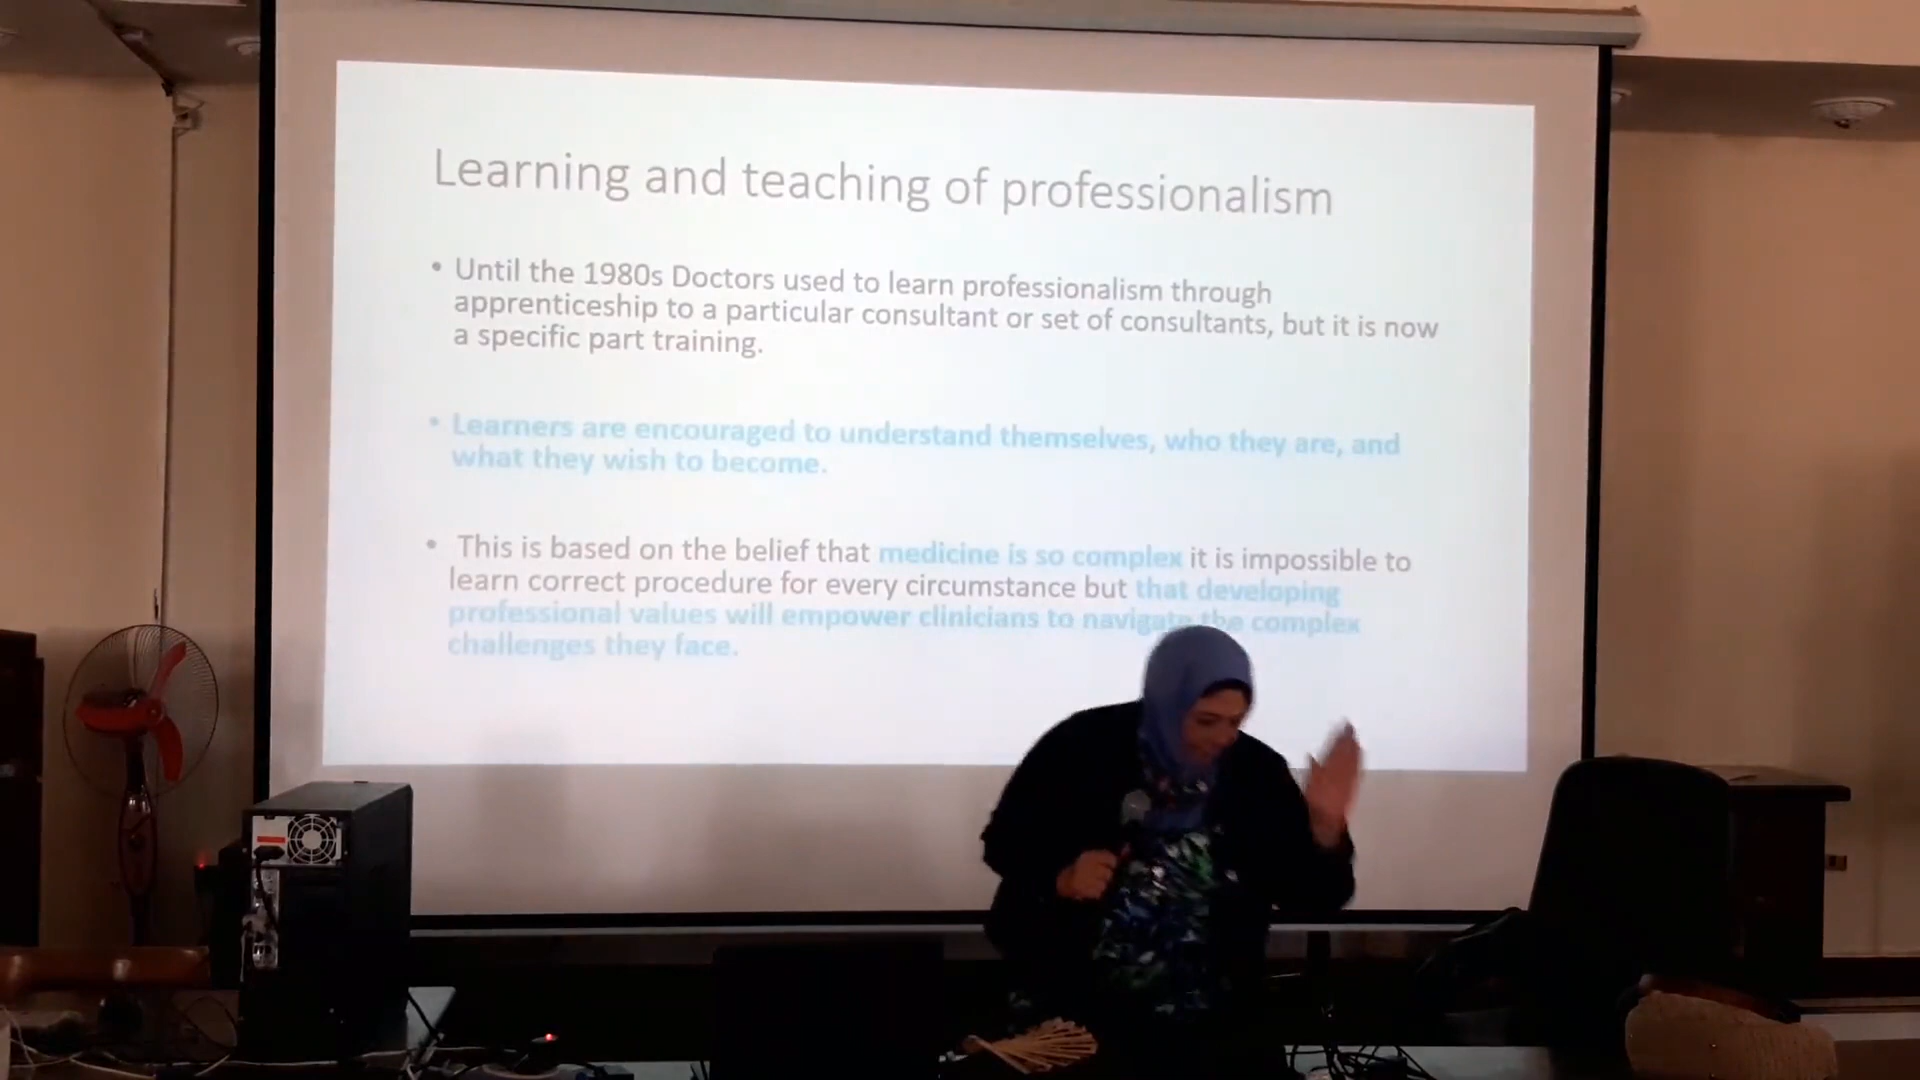 Learning and teaching of professionalism
• Until the 1980s Doctors used to learn professionalism through
apprenticeship to a particular consultant or set of consultants, but it is now
a specific part training.
• Learners are encouraged to understand themselves, who they are, and
what they wish to become.
• This is based on the belief that medicine is so complex it is impossible to
learn correct procedure for every circumstance but that developing
professional values will empower clinicians to navigate the complex
challenges they face.